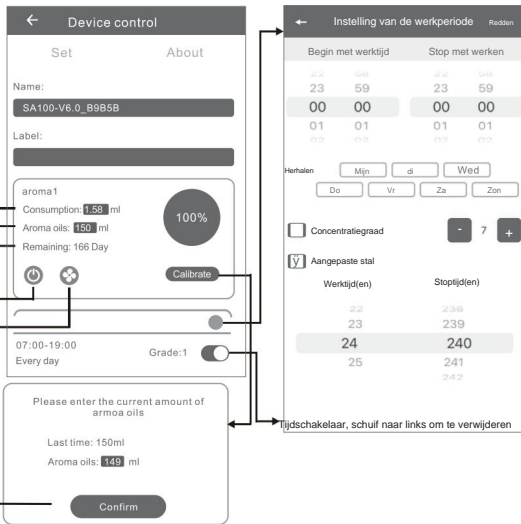 Device control
Set About
Name:
SA100-V6.0_B9B5B
Label:
aroma1
Consumption: 1.58 ml
Aroma oils: 150 ml
Remaining: 166 Day
100%
Calibrate
07:00-19:00
Every day
Grade:1
Please enter the current amount of
armoa oils
Last time: 150ml
Aroma oils: 149 ml
Confirm
Instelling van de werkperiode Redden
Begin met werktijd Stop met werken
23 59 23 59
00 00 00 00
01 01 01 01
02 02 02 02
Herhalen Mijn di Wed
Do Vr Za Zon
Concentratiegraad - 7 +
ÿ Aangepaste stal
Werktijd(en) Stoptijd(en)
22 238
23 239
24 240
25 241
242
Tijdschakelaar, schuif naar links om te verwijderen